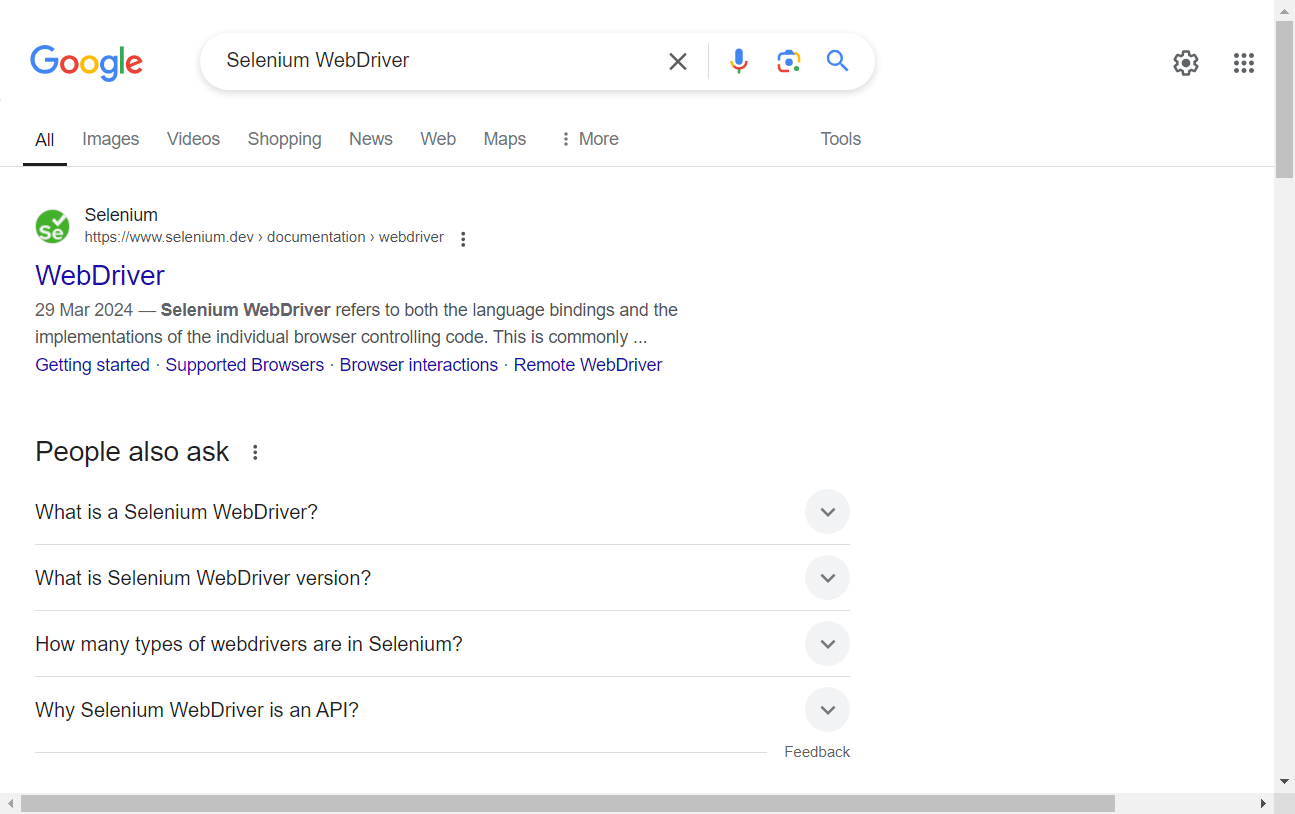 Google
Selenium WebDriver
All Images Videos Shopping News Web Maps More Tools
Se
Selenium
https://www.selenium.dev › documentation › webdriver
WebDriver
29 Mar 2024 — Selenium WebDriver refers to both the language bindings and the
implementations of the individual browser controlling code. This is commonly ...
Getting started · Supported Browsers · Browser interactions · Remote WebDriver
People also ask
What is a Selenium WebDriver?
What is Selenium WebDriver version?
How many types of webdrivers are in Selenium?
Why Selenium WebDriver is an API?
Feedback